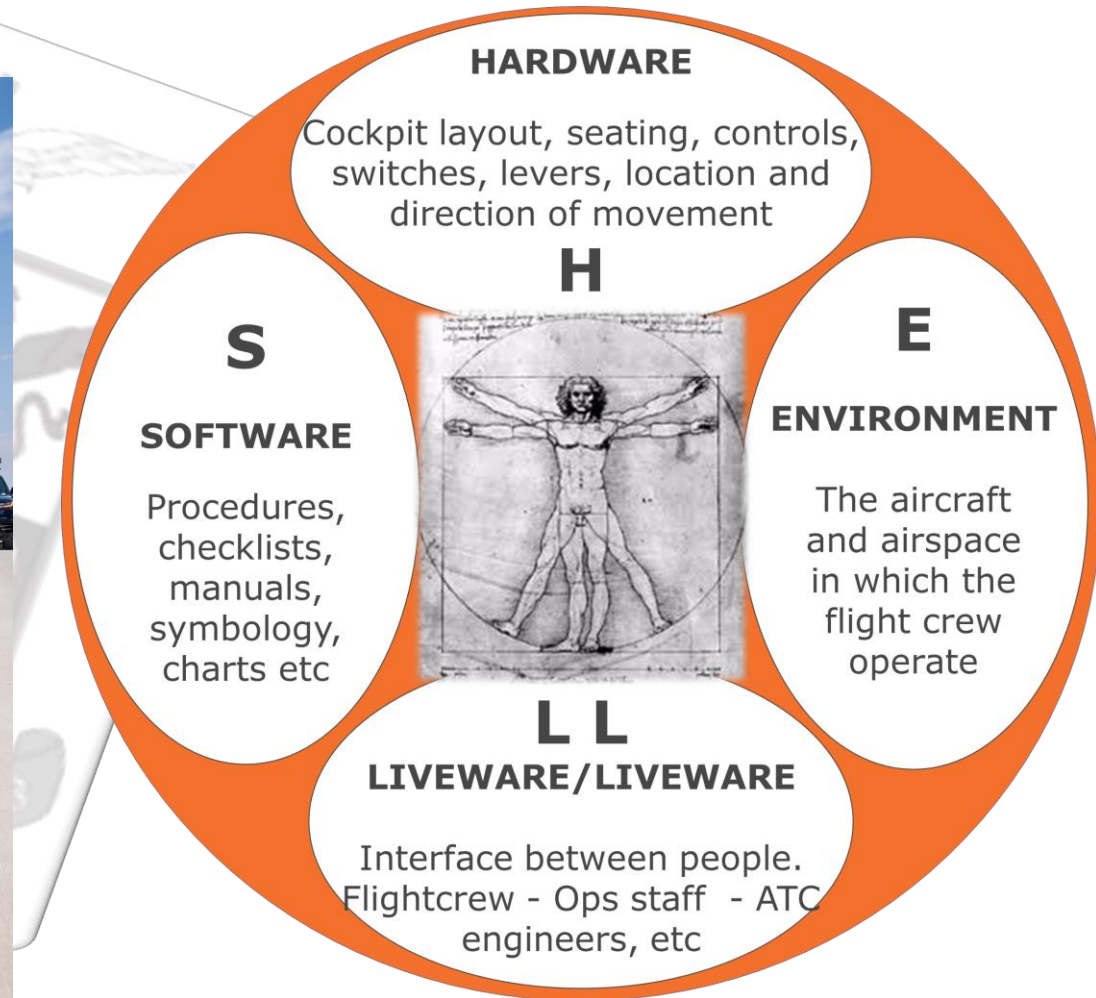 HARDWARE
Cockpit layout, seating, controls,
switches, levers, location and
direction of movement
H
S
SOFTWARE
Procedures,
checklists,
manuals,
symbology,
charts etc
E
ENVIRONMENT
The aircraft
and airspace
in which the
flight crew
operate
L L
LIVEWARE/LIVEWARE
Interface between people.
Flightcrew - Ops staff - ATC
engineers, etc